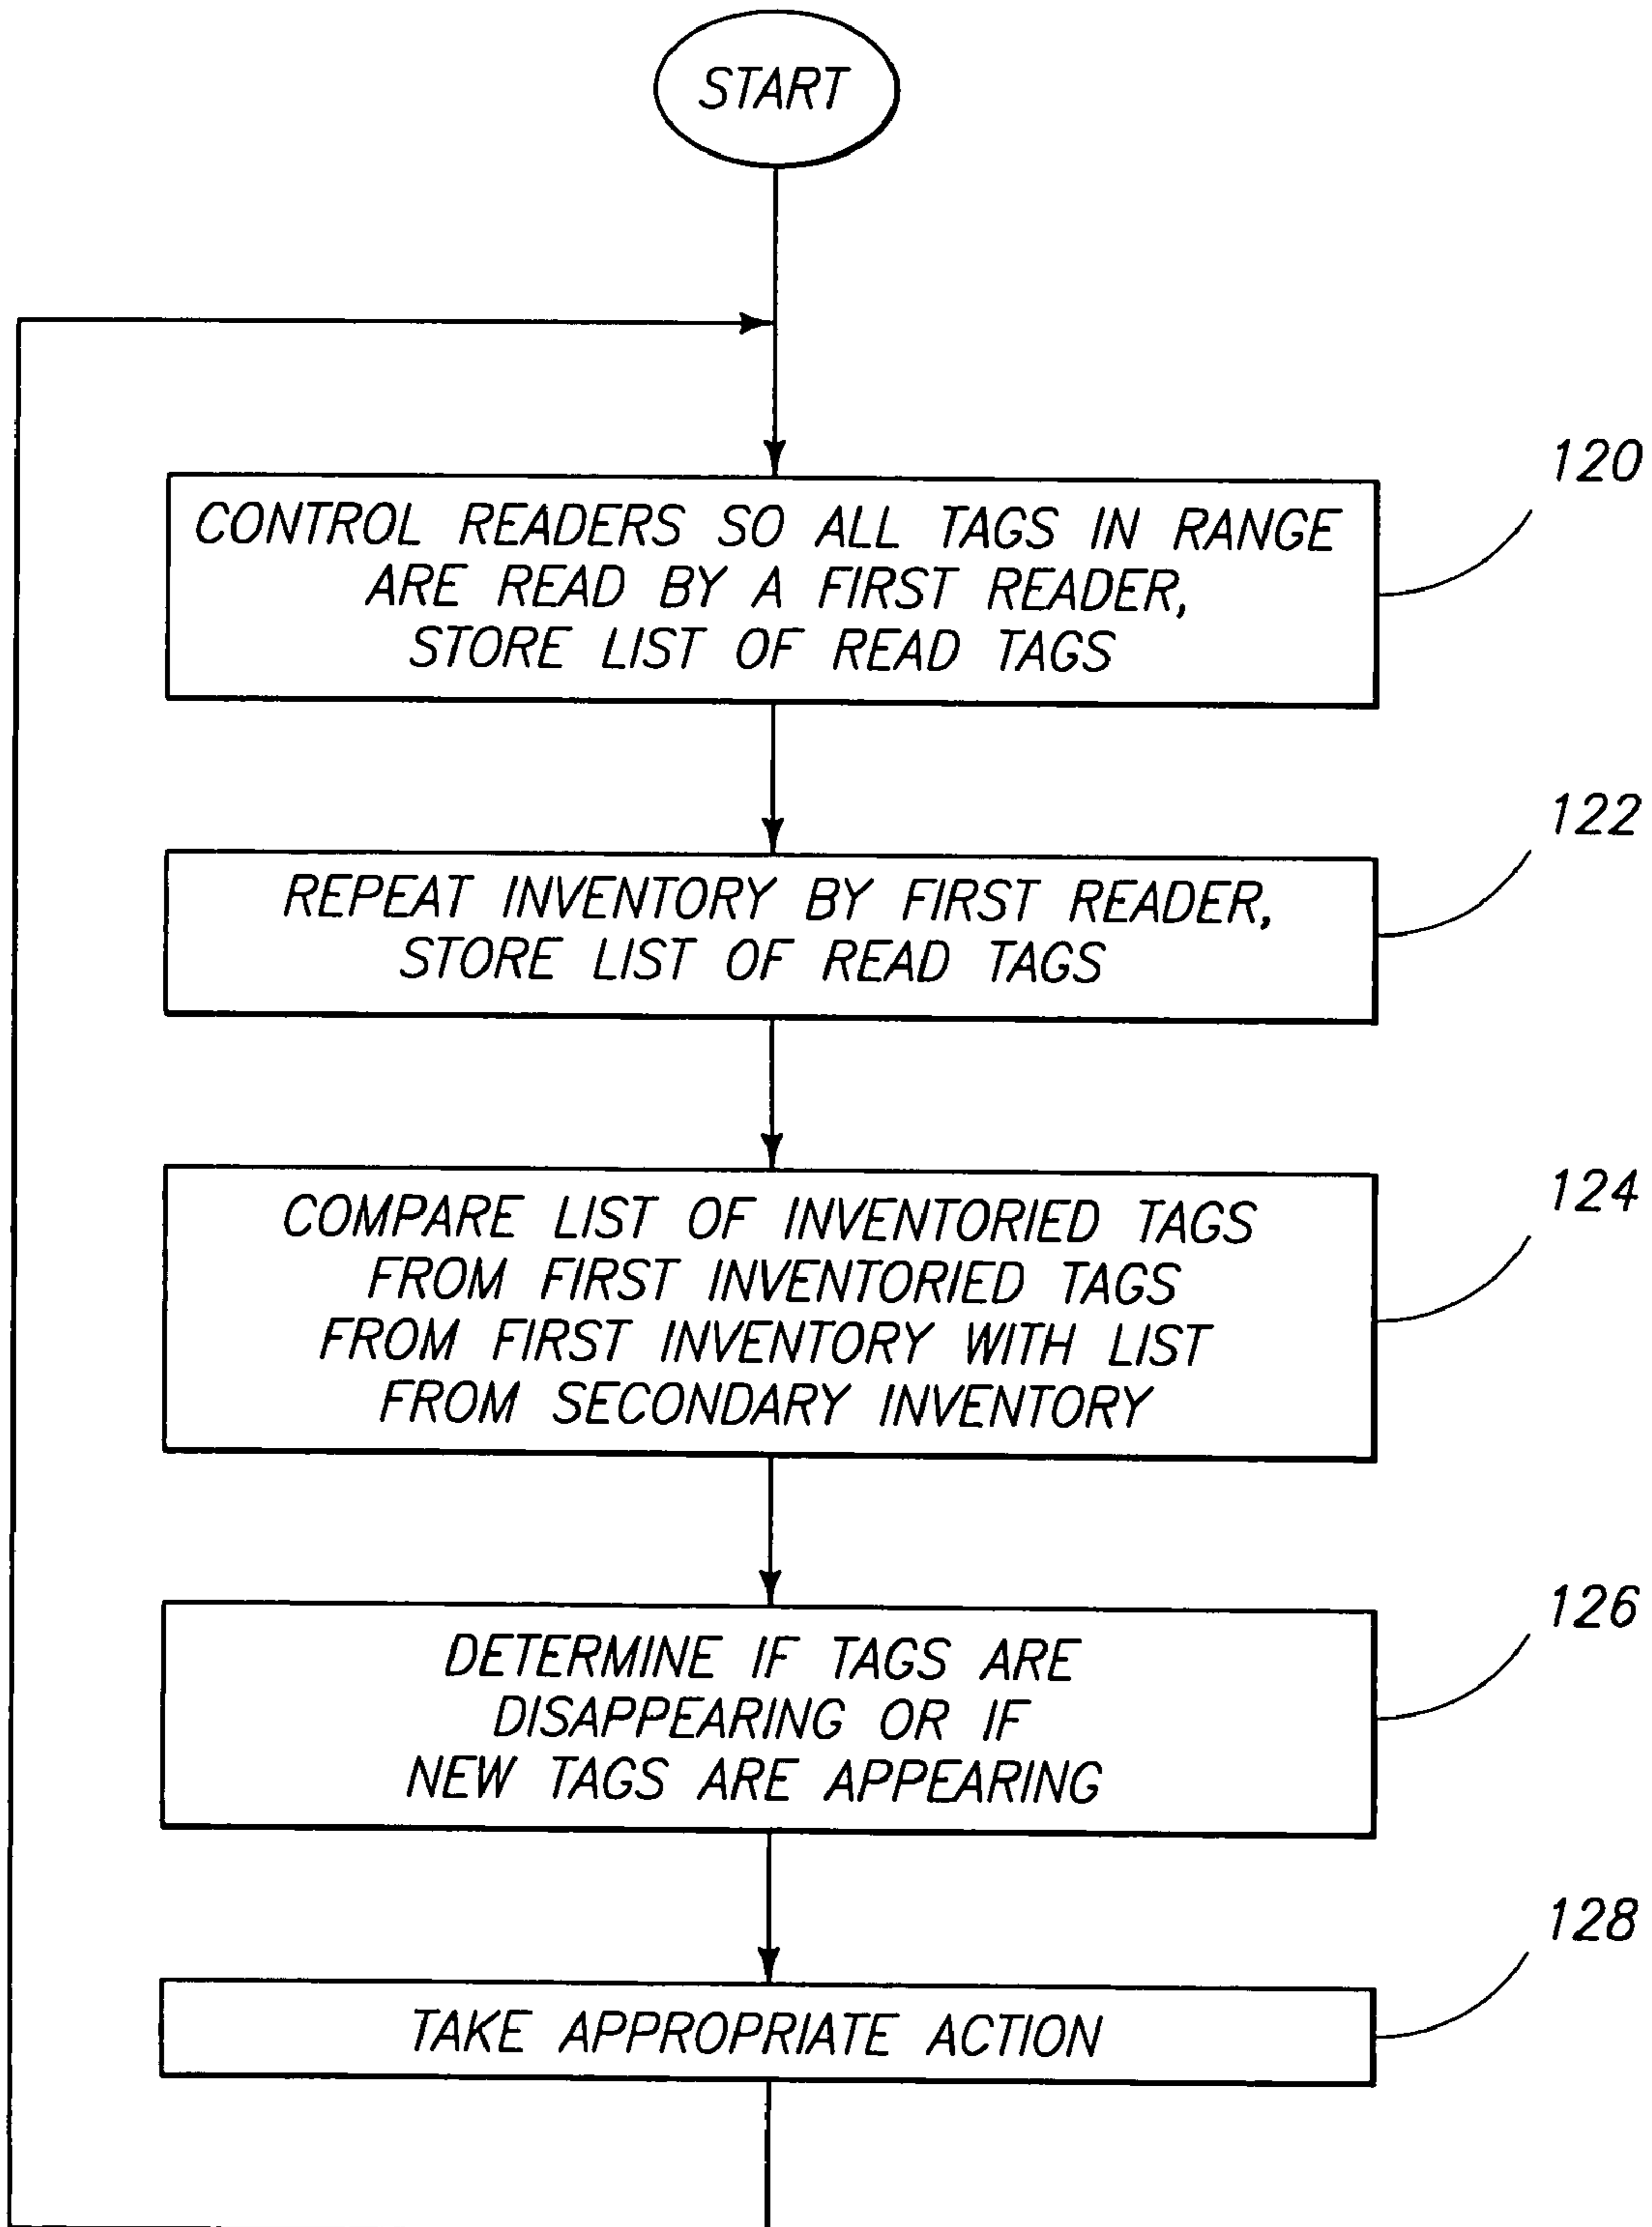 START
120
CONTROL READERS SO ALL TAGS IN RANGE
ARE READ BY A FIRST READER,
STORE LIST OF READ TAGS
122
REPEAT INVENTORY BY FIRST READER,
STORE LIST OF READ TAGS
124
COMPARE LIST OF INVENTORIED TAGS
FROM FIRST INVENTORIED TAGS
FROM FIRST INVENTORY WITH LIST
FROM SECONDARY INVENTORY
126
DETERMINE IF TAGS ARE
DISAPPEARING OR IF
NEW TAGS ARE APPEARING
128
TAKE APPROPRIATE ACTION